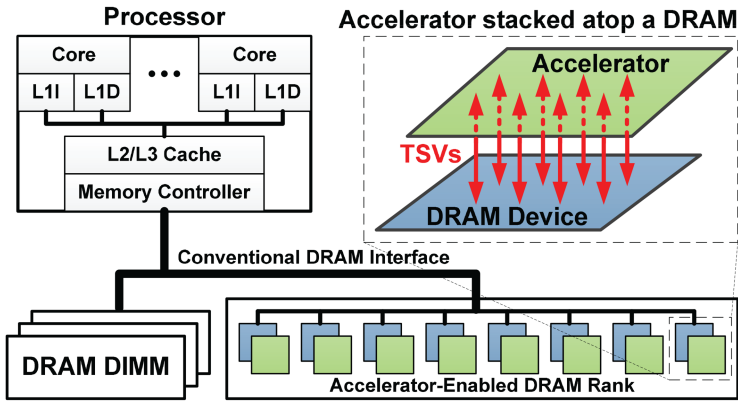 Processor
Core
Core
•••
L1I
L1D
L1I
L1D
L2/L3 Cache
Memory Controller
Accelerator stacked atop a DRAM
Accelerator
TSVs
DRAM Device
Conventional DRAM Interface
DRAM DIMM
Accelerator-Enabled DRAM Rank